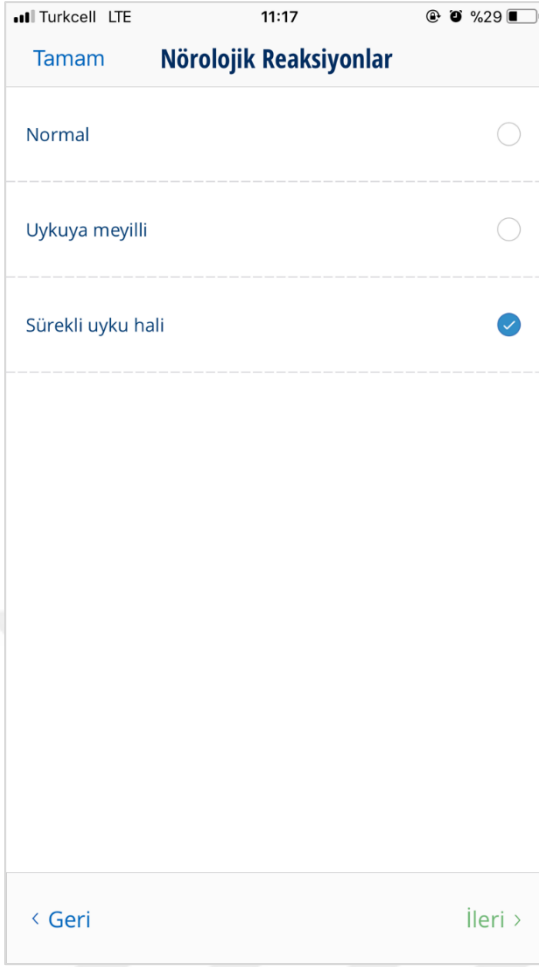 Turkcell LTE 11:17 %29
Tamam Nörolojik Reaksiyonlar
Normal
Uykuya meyilli
Sürekli uyku hali
< Geri İleri >